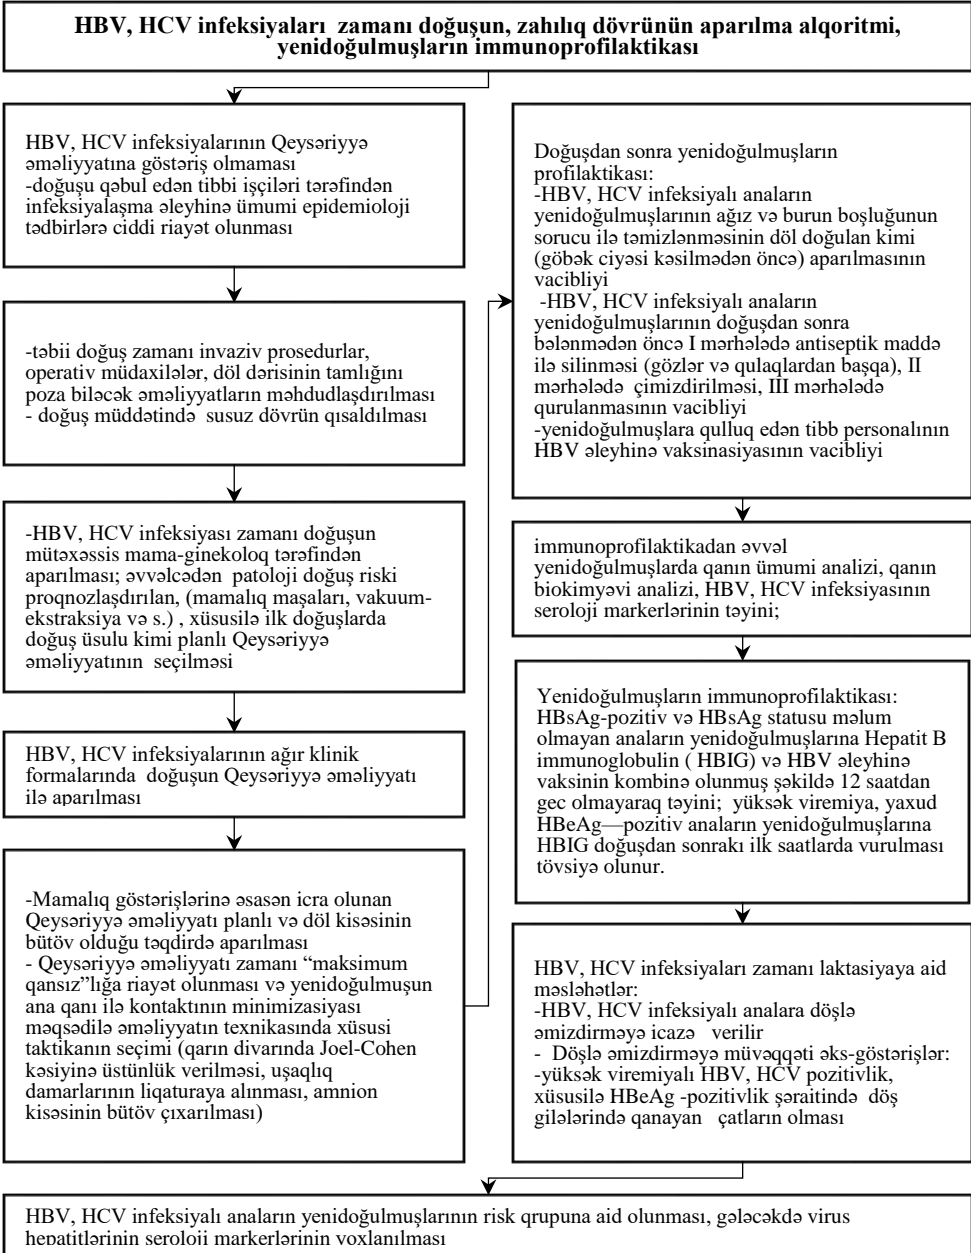 HBV, HCV infeksiyaları zamanı doğuşun, zahılıq dövrünün aparılma alqoritmi,
yenidoğulmuşların immunoprofilaktikası
HBV, HCV infeksiyalarının Qeysəriyyə
əməliyyatına göstəriş olmaması
-doğuşu qəbul edən tibbi işçiləri tərəfindən
infeksiyalaşma əleyhinə ümumi epidemioloji
tədbirlərə ciddi riayət olunması
-təbii doğuş zamanı invaziv prosedurlar,
operativ müdaxilələr, döl dərisinin tamlığını
poza biləcək əməliyyatların məhdudlaşdırılması
- doğuş müddətində susuz dövrün qısaldılması
-HBV, HCV infeksiyası zamanı doğuşun
mütəxəssis mama-ginekoloq tərəfindən
aparılması; əvvəlcədən patoloji doğuş riski
proqnozlaşdırılan, (mamalıq maşaları, vakuum-
ekstraksiya və s.) , xüsusilə ilk doğuşlarda
doğuş üsulu kimi planlı Qeysəriyyə
əməliyyatının seçilməsi
HBV, HCV infeksiyalarının ağır klinik
formalarında doğuşun Qeysəriyyə əməliyyatı
ilə aparılması
-Mamalıq göstərişlərinə əsasən icra olunan
Qeysəriyyə əməliyyatı planlı və döl kisəsinin
bütöv olduğu təqdirdə aparılması
- Qeysəriyyə əməliyyatı zamanı “maksimum
qansız”lığa riayət olunması və yenidoğulmuşun
ana qanı ilə kontaktının minimizasiyası
məqsədilə əməliyyatın texnikasında xüsusi
taktikanın seçimi (qarın divarında Joel-Cohen
kəsiyinə üstünlük verilməsi, uşaqlıq
damarlarının liqaturaya alınması, amnion
kisəsinin bütöv çıxarılması)
Doğuşdan sonra yenidoğulmuşların
profilaktikası:
-HBV, HCV infeksiyalı anaların
yenidoğulmuşlarının ağız və burun boşluğunun
sorucu ilə təmizlənməsinin döl doğulan kimi
(göbək ciyəsi kəsilmədən öncə) aparılmasının
vacibliyi
-HBV, HCV infeksiyalı anaların
yenidoğulmuşlarının doğuşdan sonra
bələnmədən öncə I mərhələdə antiseptik maddə
ilə silinməsi (gözlər və qulaqlardan başqa), II
mərhələdə çimizdirilməsi, III mərhələdə
qurulanmasının vacibliyi
-yenidoğulmuşlara qulluq edən tibb personalının
HBV əleyhinə vaksinasiyasının vacibliyi
immunoprofilaktikadan əvvəl
yenidoğulmuşlarda qanın ümumi analizi, qanın
biokimyəvi analizi, HBV, HCV infeksiyasının
seroloji markerlərinin təyini;
Yenidoğulmuşların immunoprofilaktikası:
HBsAg-pozitiv və HBsAg statusu məlum
olmayan anaların yenidoğulmuşlarına Hepatit B
immunoglobulin ( HBIG) və HBV əleyhinə
vaksinin kombinə olunmuş şəkildə 12 saatdan
gec olmayaraq təyini; yüksək viremiya, yaxud
HBeAg—pozitiv anaların yenidoğulmuşlarına
HBIG doğuşdan sonrakı ilk saatlarda vurulması
tövsiyə olunur.
HBV, HCV infeksiyaları zamanı laktasiyaya aid
məsləhətlər:
-HBV, HCV infeksiyalı analara döşlə
əmizdirməyə icazə verilir
- Döşlə əmizdirməyə müvəqqəti əks-göstərişlər:
-yüksək viremiyalı HBV, HCV pozitivlik,
xüsusilə HBeAg -pozitivlik şəraitində döş
gilələrində qanayan çatların olması
HBV, HCV infeksiyalı anaların yenidoğulmuşlarının risk qrupuna aid olunması, gələcəkdə virus
hepatitlərinin seroloji markerlərinin yoxlanılması